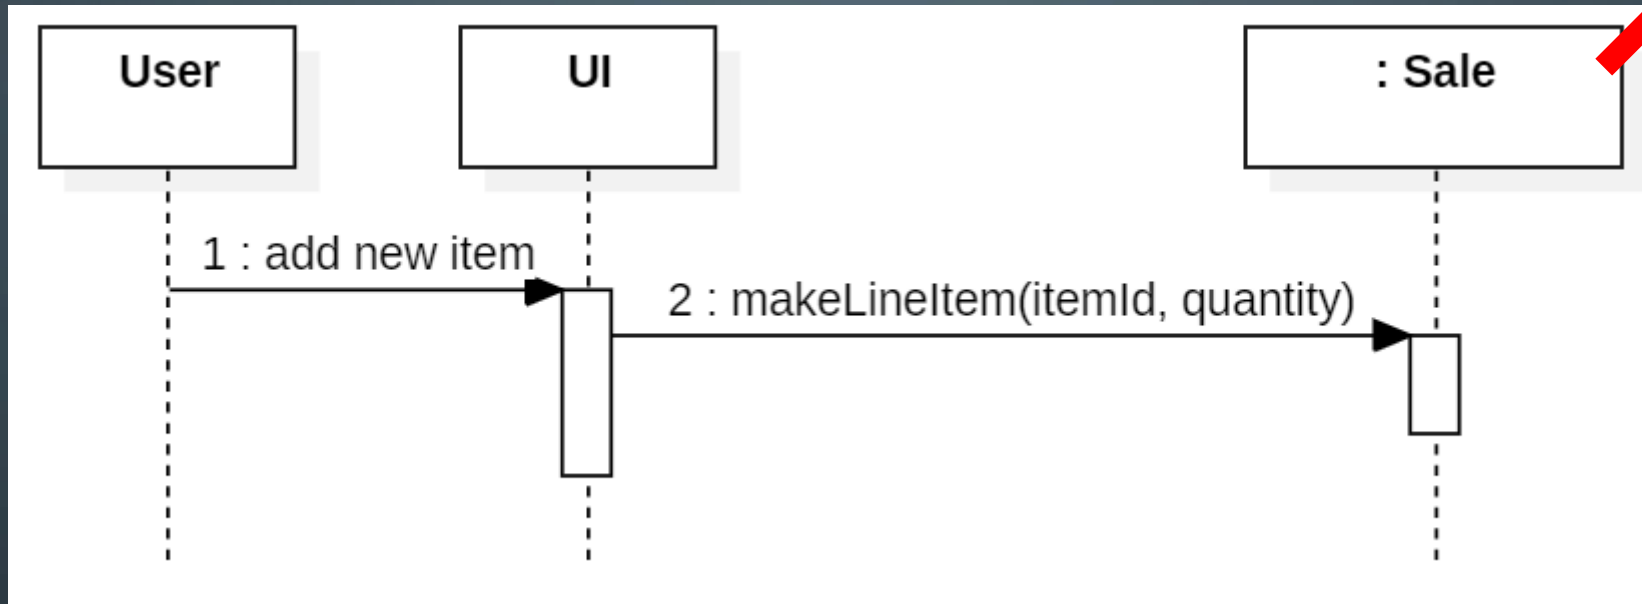 User
UI
: Sale
1 : add new item
2 : makeLineItem(itemId, quantity)